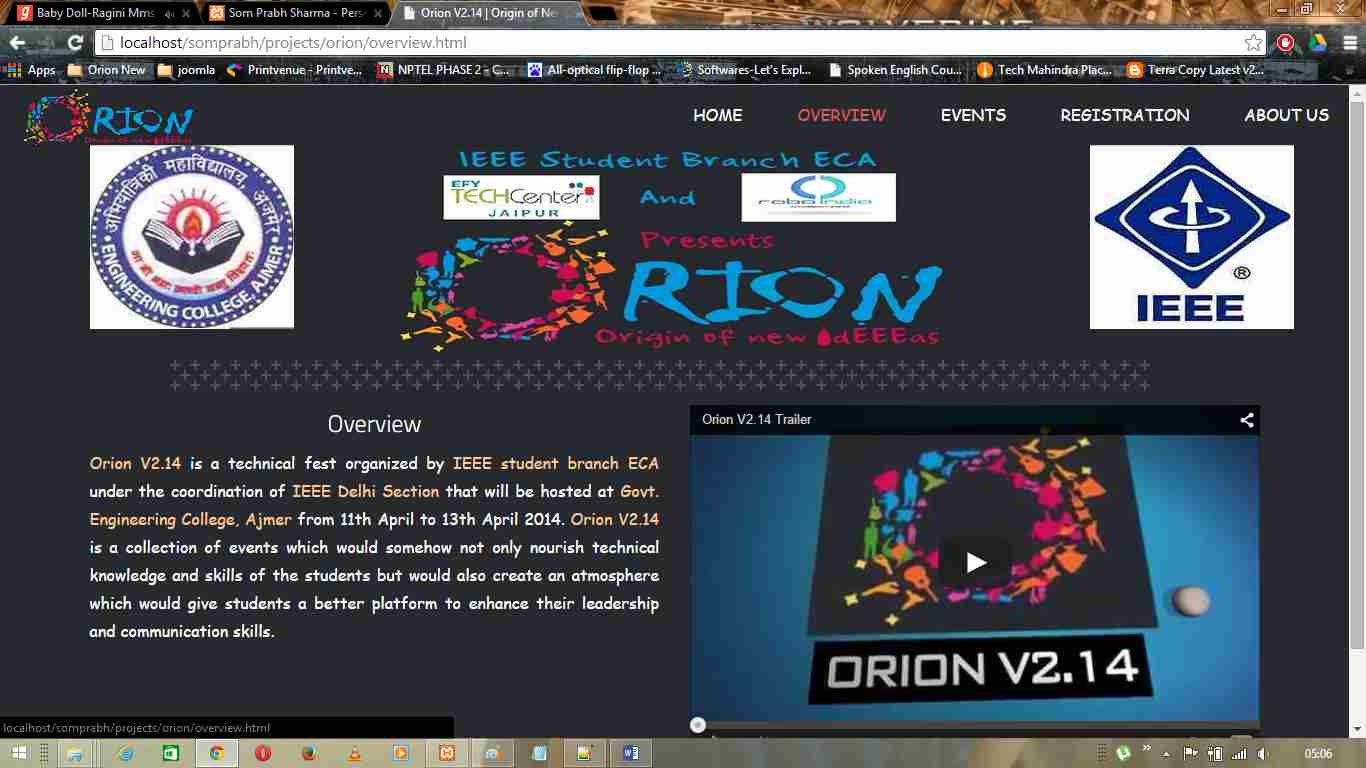 Baby Doll-Ragini Mms
Som Prabh Sharma - Pers
Orion V2.14 | Origin of Ne
WOLVERINE
localhost/somprabh/projects/orion/overview.html
Apps
Orion New
joomla
Printvenue - Printve...
NPTEL PHASE 2 - C...
All-optical flip-flop ...
Softwares-Let's Expl...
Spoken English Cou...
Tech Mahindra Plac...
Terra Copy Latest v2...
ORION
Origin of new idEEEas
HOME
OVERVIEW
EVENTS
REGISTRATION
ABOUT US
अभियांत्रिकी महाविद्यालय, अजमेर
ENGINEERING COLLEGE, AJMER
IEEE Student Branch ECA
EFY
TECHCenter
JAIPUR
And
robo india
Presents
ORION
Origin of new idEEEas
IEEE
®
Overview
Orion V2.14 is a technical fest organized by IEEE student branch ECA
under the coordination of IEEE Delhi Section that will be hosted at Govt.
Engineering College, Ajmer from 11th April to 13th April 2014. Orion V2.14
is a collection of events which would somehow not only nourish technical
knowledge and skills of the students but would also create an atmosphere
which would give students a better platform to enhance their leadership
and communication skills.
Orion V2.14 Trailer
ORION V2.14
localhost/somprabh/projects/orion/overview.html
05:06